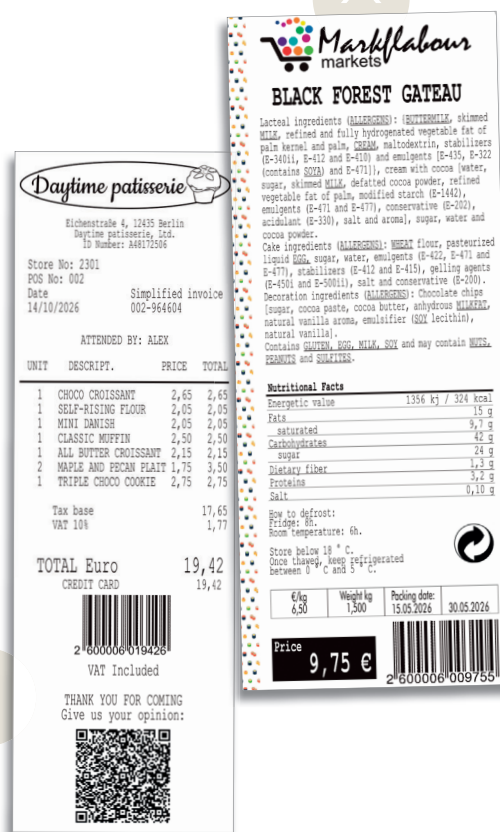 Daytime patisserie
Eichenstraße 4, 12435 Berlin
Daytime patisserie, Ltd.
ID Number: A48172506
Store No: 2301
POS No: 002
Date Simplified invoice
14/10/2026 002-964604
ATTENDED BY: ALEX
UNIT DESCRIPT. PRICE TOTAL
1 CHOCO CROISSANT 2,65 2,65
1 SELF-RISING FLOUR 2,05 2,05
1 MINI DANISH 2,05 2,05
1 CLASSIC MUFFIN 2,50 2,50
1 ALL BUTTER CROISSANT 2,15 2,15
2 MAPLE AND PECAN PLAIT 1,75 3,50
1 TRIPLE CHOCO COOKIE 2,75 2,75
Tax base 17,65
VAT 10% 1,77
TOTAL Euro 19,42
CREDIT CARD 19,42
2 600006 019426
VAT Included
THANK YOU FOR COMING
Give us your opinion:
Markflabour
markets
BLACK FOREST GATEAU
Lacteal ingredients (ALLERGENS): (BUTTERMILK, skimmed
MILK, refined and fully hydrogenated vegetable fat of
palm kernel and palm, CREAM, maltodextrin, stabilizers
(E-340ii, E-412 and E-410) and emulgents [E-435, E-322
(contains SOYA) and E-471]), cream with cocoa [water,
sugar, skimmed MILK, defatted cocoa powder, refined
vegetable fat of palm, modified starch (E-1442),
emulgents (E-471 and E-477), conservative (E-202),
acidulant (E-330), salt and aroma], sugar, water and
cocoa powder.
Cake ingredients (ALLERGENS): WHEAT flour, pasteurized
liquid EGG, sugar, water, emulgents (E-422, E-471 and
E-477), stabilizers (E-412 and E-415), gelling agents
(E-450i and E-500ii), salt and conservative (E-200).
Decoration ingredients (ALLERGENS): Chocolate chips
[sugar, cocoa paste, cocoa butter, anhydrous MILKFAT,
natural vanilla aroma, emulsifier (SOY lecithin),
natural vanilla].
Contains GLUTEN, EGG, MILK, SOY and may contain NUTS,
PEANUTS and SULFITES.
Nutritional Facts
Energetic value 1356 kj / 324 kcal
Fats 15 g
saturated 9,7 g
Carbohydrates 42 g
sugar 24 g
Dietary fiber 1,3 g
Proteins 3,2 g
Salt 0,10 g
How to defrost:
Fridge: 8h.
Room temperature: 6h.
Store below 18 ° C.
Once thawed, keep refrigerated
between 0 ° C and 5 ° C.
€/kg Weight kg Packing date:
6,50 1,500 15.05.2026 30.05.2026
Price
9,75 €
2 600006 009755